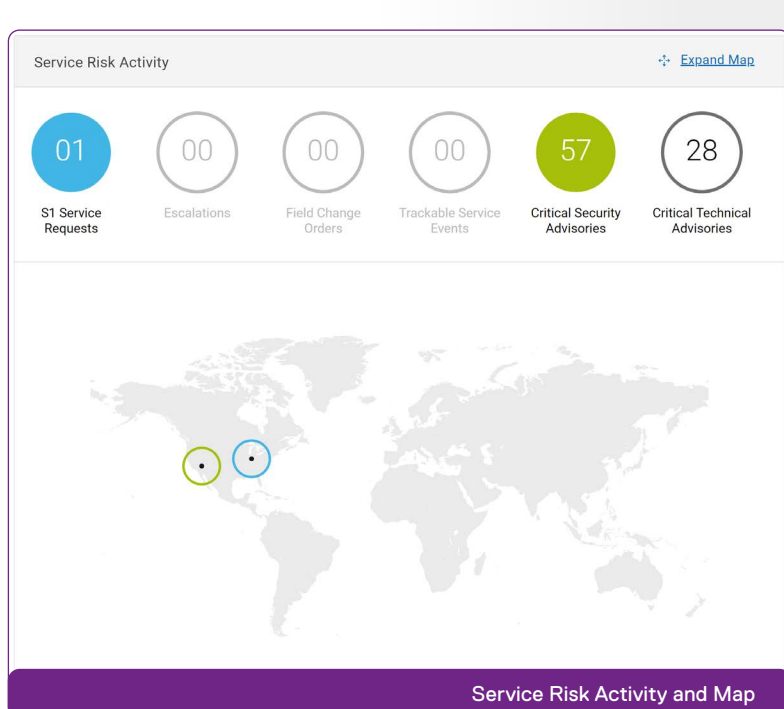 Service Risk Activity
Expand Map
01
00
00
00
57
28
S1 Service
Requests
Escalations
Field Change
Orders
Trackable Service
Events
Critical Security
Advisories
Critical Technical
Advisories
Service Risk Activity and Map